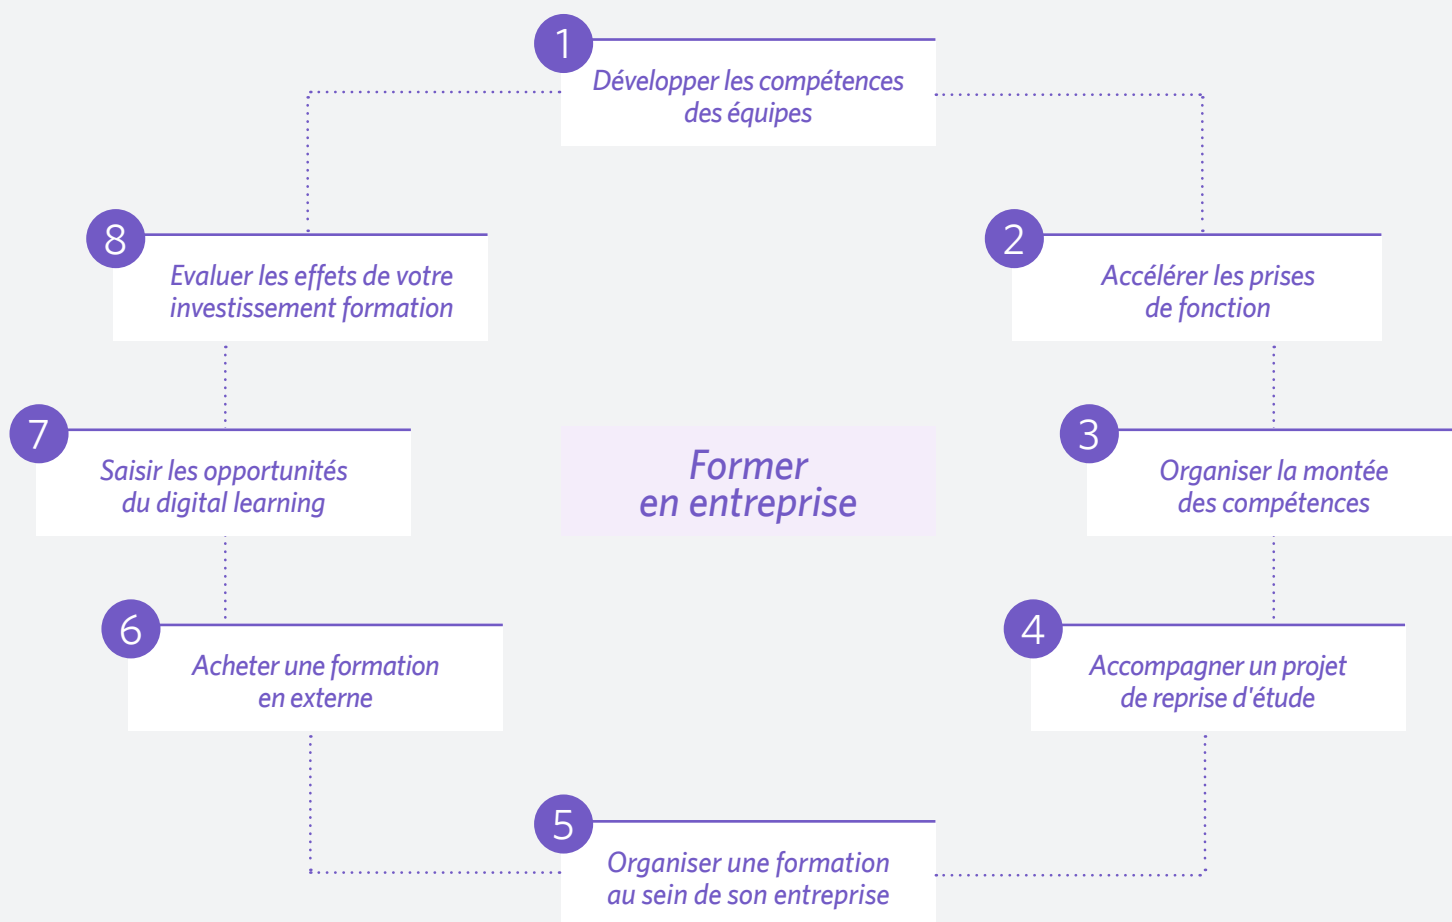 1
Développer les compétences
des équipes
2
Accélérer les prises
de fonction
3
Organiser la montée
des compétences
4
Accompagner un projet
de reprise d'étude
5
Organiser une formation
au sein de son entreprise
6
Acheter une formation
en externe
7
Saisir les opportunités
du digital learning
8
Evaluer les effets de votre
investissement formation
Former
en entreprise